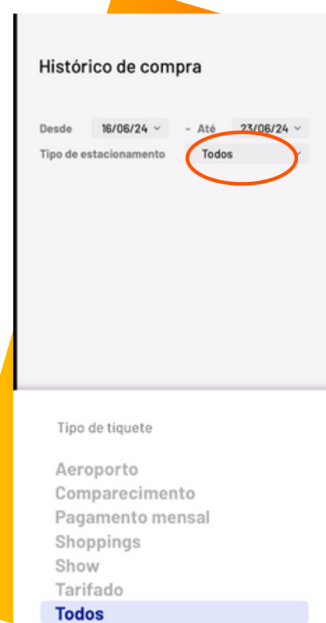 Histórico de compra
Desde 16/06/24 - Até 23/06/24
Tipo de estacionamento Todos
Tipo de tíquete
Aeroporto
Comparecimento
Pagamento mensal
Shoppings
Show
Tarifado
Todos